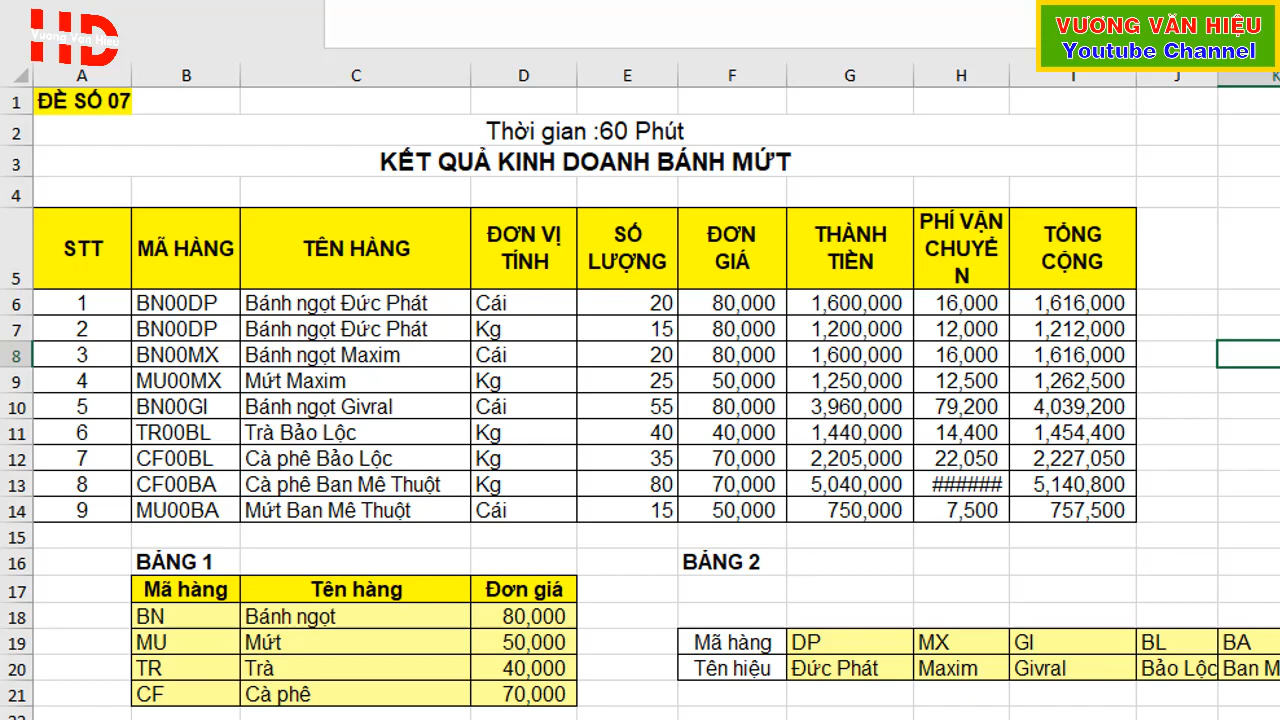 HD
Vương Văn Hiệu
VƯƠNG VĂN HIỆU
Youtube Channel
A B C D E F G H I J K
1 ĐỀ SỐ 07
2 Thời gian :60 Phút
3 KẾT QUẢ KINH DOANH BÁNH MỨT
4
5 STT MÃ HÀNG TÊN HÀNG ĐƠN VỊ TÍNH SỐ LƯỢNG ĐƠN GIÁ THÀNH TIỀN PHÍ VẬN CHUYỂN TỔNG CỘNG
6 1 BN00DP Bánh ngọt Đức Phát Cái 20 80,000 1,600,000 16,000 1,616,000
7 2 BN00DP Bánh ngọt Đức Phát Kg 15 80,000 1,200,000 12,000 1,212,000
8 3 BN00MX Bánh ngọt Maxim Cái 20 80,000 1,600,000 16,000 1,616,000
9 4 MU00MX Mứt Maxim Kg 25 50,000 1,250,000 12,500 1,262,500
10 5 BN00GI Bánh ngọt Givral Cái 55 80,000 3,960,000 79,200 4,039,200
11 6 TR00BL Trà Bảo Lộc Kg 40 40,000 1,440,000 14,400 1,454,400
12 7 CF00BL Cà phê Bảo Lộc Kg 35 70,000 2,205,000 22,050 2,227,050
13 8 CF00BA Cà phê Ban Mê Thuột Kg 80 70,000 5,040,000 ###### 5,140,800
14 9 MU00BA Mứt Ban Mê Thuột Cái 15 50,000 750,000 7,500 757,500
15
16 BẢNG 1 BẢNG 2
17 Mã hàng Tên hàng Đơn giá
18 BN Bánh ngọt 80,000
19 MU Mứt 50,000 Mã hàng DP MX GI BL BA
20 TR Trà 40,000 Tên hiệu Đức Phát Maxim Givral Bảo Lộc Ban M
21 CF Cà phê 70,000